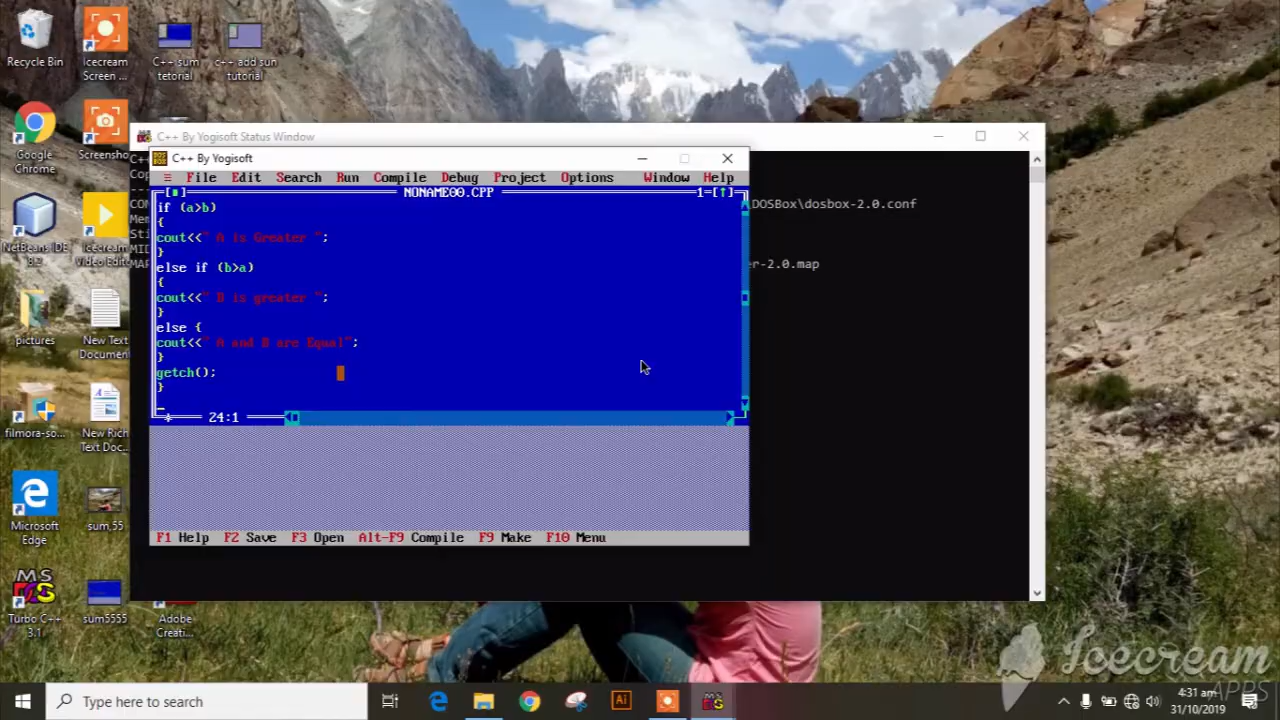 Recycle Bin
Icecream Screen ...
C++ sum tetorial
c++ add sun tutorial
Google Chrome
Screensho...
C++ By Yogisoft Status Window
C++ By Yogisoft
File Edit Search Run Compile Debug Project Options Window Help
NONAME00.CPP
1
if (a>b)
{
cout<<" A is Greater ";
}
else if (b>a)
{
cout<<" B is greater ";
}
else {
cout<<" A and B are Equal";
}
getch();
}
24:1
F1 Help F2 Save F3 Open Alt-F9 Compile F9 Make F10 Menu
DOSBox\dosbox-2.0.conf
er-2.0.map
NetBeans IDE 8.2
Icecream Video Edit
pictures
New Text Document
filmora-so...
New Rich Text Doc...
Microsoft Edge
sum,55
MS DOS
Turbo C++ 3.1
sum5555
Adobe Creati...
Icecream
APPS
Type here to search
Ai
4:31 am
31/10/2019